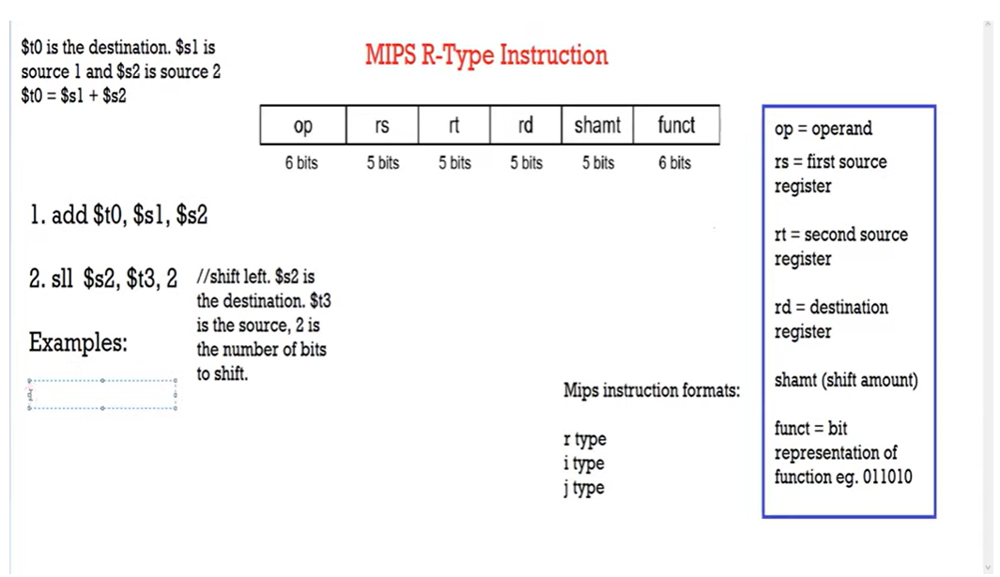 $t0 is the destination. $s1 is
source 1 and $s2 is source 2
$t0 = $s1 + $s2
MIPS R-Type Instruction
op rs rt rd shamt funct
6 bits 5 bits 5 bits 5 bits 5 bits 6 bits
1. add $t0, $s1, $s2
2. sll $s2, $t3, 2
//shift left. $s2 is
the destination. $t3
is the source, 2 is
the number of bits
to shift.
Examples:
Mips instruction formats:
r type
i type
j type
op = operand
rs = first source
register
rt = second source
register
rd = destination
register
shamt (shift amount)
funct = bit
representation of
function eg. 011010